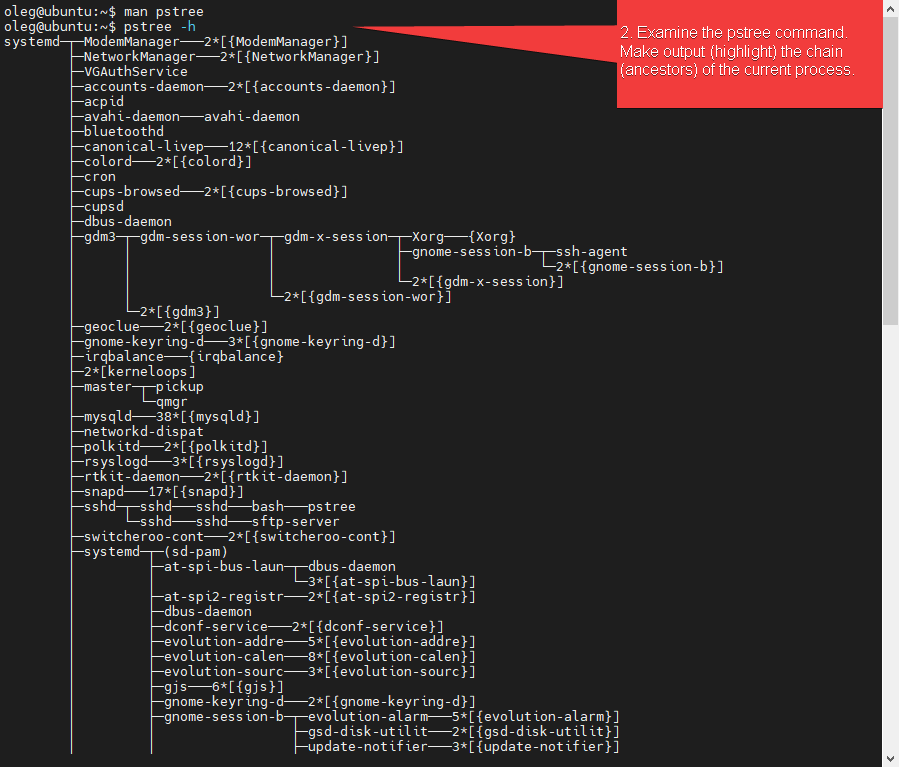 oleg@ubuntu:~$ man pstree
oleg@ubuntu:~$ pstree -h
2. Examine the pstree command.
Make output (highlight) the chain
(ancestors) of the current process.
systemd─┬─ModemManager───2*[{ModemManager}]
        ├─NetworkManager───2*[{NetworkManager}]
        ├─VGAuthService
        ├─accounts-daemon───2*[{accounts-daemon}]
        ├─acpid
        ├─avahi-daemon───avahi-daemon
        ├─bluetoothd
        ├─canonical-livep───12*[{canonical-livep}]
        ├─colord───2*[{colord}]
        ├─cron
        ├─cups-browsed───2*[{cups-browsed}]
        ├─cupsd
        ├─dbus-daemon
        ├─gdm3─┬─gdm-session-wor─┬─gdm-x-session─┬─Xorg───{Xorg}
        │      │                 │               ├─gnome-session-b─┬─ssh-agent
        │      │                 │               │                 └─2*[{gnome-session-b}]
        │      │                 │               └─2*[{gdm-x-session}]
        │      │                 └─2*[{gdm-session-wor}]
        │      └─2*[{gdm3}]
        ├─geoclue───2*[{geoclue}]
        ├─gnome-keyring-d───3*[{gnome-keyring-d}]
        ├─irqbalance───{irqbalance}
        ├─2*[kerneloops]
        ├─master─┬─pickup
        │        └─qmgr
        ├─mysqld───38*[{mysqld}]
        ├─networkd-dispat
        ├─polkitd───2*[{polkitd}]
        ├─rsyslogd───3*[{rsyslogd}]
        ├─rtkit-daemon───2*[{rtkit-daemon}]
        ├─snapd───17*[{snapd}]
        ├─sshd─┬─sshd───sshd───bash───pstree
        │      └─sshd───sshd───sftp-server
        ├─switcheroo-cont───2*[{switcheroo-cont}]
        ├─systemd─┬─(sd-pam)
        │         ├─at-spi-bus-laun─┬─dbus-daemon
        │         │                 └─3*[{at-spi-bus-laun}]
        │         ├─at-spi2-registr───2*[{at-spi2-registr}]
        │         ├─dbus-daemon
        │         ├─dconf-service───2*[{dconf-service}]
        │         ├─evolution-addre───5*[{evolution-addre}]
        │         ├─evolution-calen───8*[{evolution-calen}]
        │         ├─evolution-sourc───3*[{evolution-sourc}]
        │         ├─gjs───6*[{gjs}]
        │         ├─gnome-keyring-d───2*[{gnome-keyring-d}]
        │         ├─gnome-session-b─┬─evolution-alarm───5*[{evolution-alarm}]
        │         │                 ├─gsd-disk-utilit───2*[{gsd-disk-utilit}]
        │         │                 ├─update-notifier───3*[{update-notifier}]